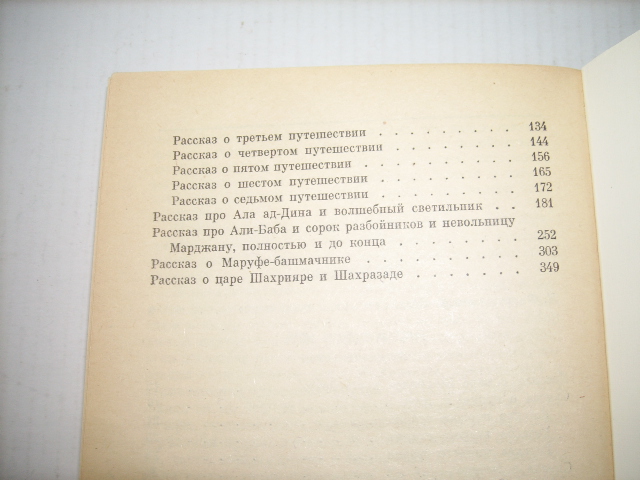 Рассказ о третьем путешествии . . . . . . . . . 134
Рассказ о четвертом путешествии . . . . . . . . 144
Рассказ о пятом путешествии . . . . . . . . . . 156
Рассказ о шестом путешествии . . . . . . . . . 165
Рассказ о седьмом путешествии . . . . . . . . . 172
Рассказ про Ала ад-Дина и волшебный светильник . . 181
Рассказ про Али-Баба и сорок разбойников и невольницу
Марджану, полностью и до конца . . . . . . . . 252
Рассказ о Маруфе-башмачнике . . . . . . . . . . 303
Рассказ о царе Шахрияре и Шахразаде . . . . . . . 349